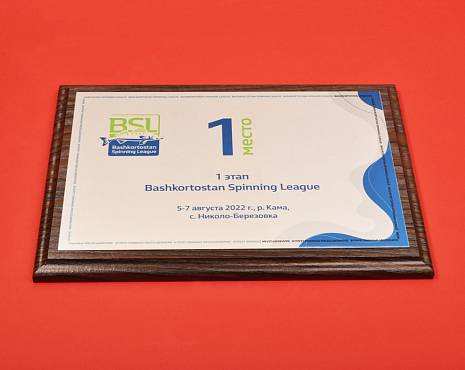 BSL
Bashkortostan
Spinning League
1 место
1 этап
Bashkortostan Spinning League
5-7 августа 2022 г., р. Кама,
с. Николо-Березовка